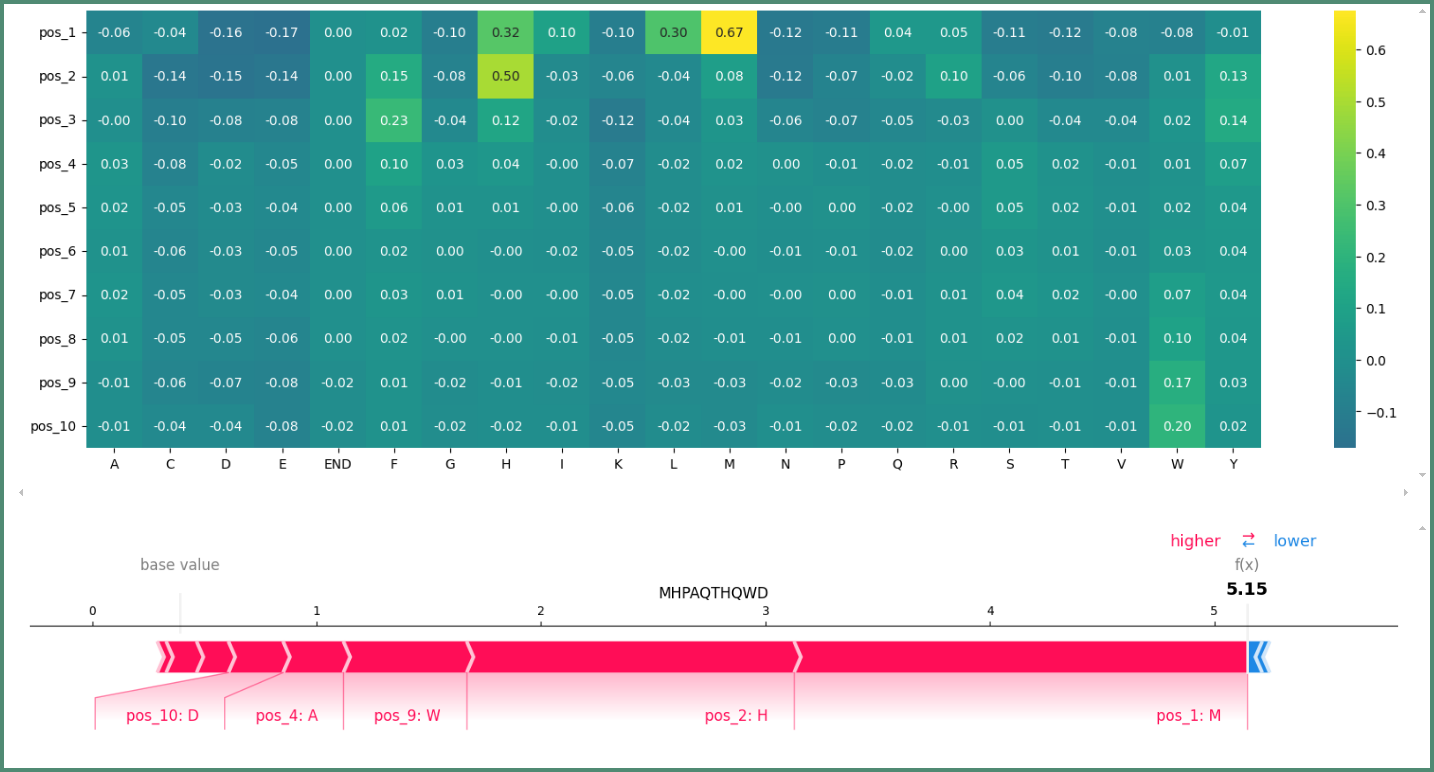 pos_1 -0.06 -0.04 -0.16 -0.17 0.00 0.02 -0.10 0.32 0.10 -0.10 0.30 0.67 -0.12 -0.11 0.04 0.05 -0.11 -0.12 -0.08 -0.08 -0.01
pos_2 0.01 -0.14 -0.15 -0.14 0.00 0.15 -0.08 0.50 -0.03 -0.06 -0.04 0.08 -0.12 -0.07 -0.02 0.10 -0.06 -0.10 -0.08 0.01 0.13
pos_3 -0.00 -0.10 -0.08 -0.08 0.00 0.23 -0.04 0.12 -0.02 -0.12 -0.04 0.03 -0.06 -0.07 -0.05 -0.03 0.00 -0.04 -0.04 0.02 0.14
pos_4 0.03 -0.08 -0.02 -0.05 0.00 0.10 0.03 0.04 -0.00 -0.07 -0.02 0.02 0.00 -0.01 -0.02 -0.01 0.05 0.02 -0.01 0.01 0.07
pos_5 0.02 -0.05 -0.03 -0.04 0.00 0.06 0.01 0.01 -0.00 -0.06 -0.02 0.01 -0.00 0.00 -0.02 -0.00 0.05 0.02 -0.01 0.02 0.04
pos_6 0.01 -0.06 -0.03 -0.05 0.00 0.02 0.00 -0.00 -0.02 -0.05 -0.02 -0.00 -0.01 -0.01 -0.02 0.00 0.03 0.01 -0.01 0.03 0.04
pos_7 0.02 -0.05 -0.03 -0.04 0.00 0.03 0.01 -0.00 -0.00 -0.05 -0.02 -0.00 -0.00 0.00 -0.01 0.01 0.04 0.02 -0.00 0.07 0.04
pos_8 0.01 -0.05 -0.05 -0.06 0.00 0.02 -0.00 -0.00 -0.01 -0.05 -0.02 -0.01 -0.01 0.00 -0.01 0.01 0.02 0.01 -0.01 0.10 0.04
pos_9 -0.01 -0.06 -0.07 -0.08 -0.02 0.01 -0.02 -0.01 -0.02 -0.05 -0.03 -0.03 -0.02 -0.03 -0.03 0.00 -0.00 -0.01 -0.01 0.17 0.03
pos_10 -0.01 -0.04 -0.04 -0.08 -0.02 0.01 -0.02 -0.02 -0.01 -0.05 -0.02 -0.03 -0.01 -0.02 -0.02 -0.01 -0.01 -0.01 -0.01 0.20 0.02
A C D E END F G H I K L M N P Q R S T V W Y
0.6
0.5
0.4
0.3
0.2
0.1
0.0
−0.1
higher ⇄ lower
base value f(x)
MHPAQTHQWD 5.15
0 1 2 3 4 5
pos_10: D pos_4: A pos_9: W pos_2: H pos_1: M